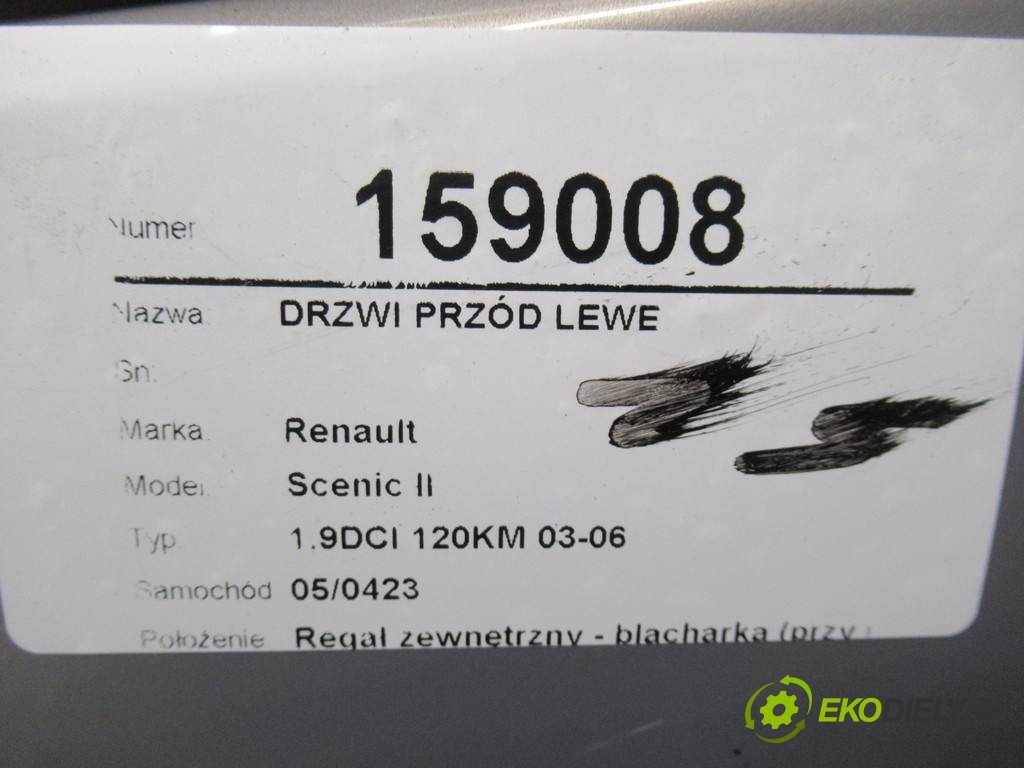 Numer 159008
Nazwa DRZWI PRZÓD LEWE
Sn:
Marka Renault
Model Scenic II
Typ 1.9DCI 120KM 03-06
Samochód 05/0423
Położenie Regał zewnętrzny - blacharka (przy
EKODIELY